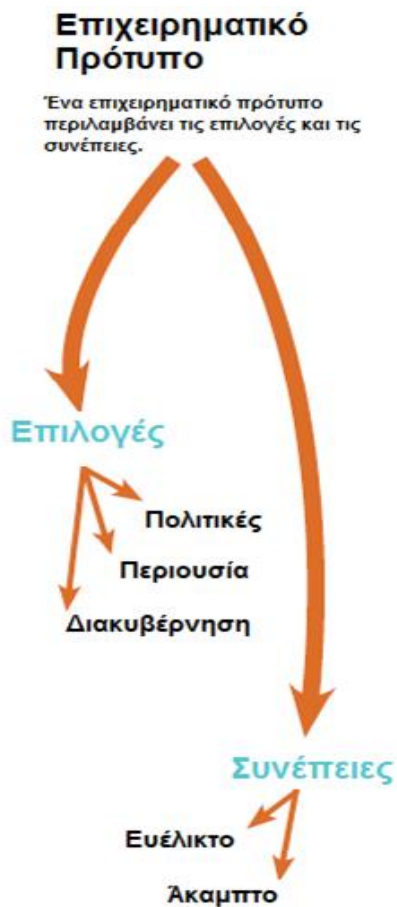 Επιχειρηματικό
Πρότυπο
Ένα επιχειρηματικό πρότυπο
περιλαμβάνει τις επιλογές και τις
συνέπειες.
Επιλογές
Πολιτικές
Περιουσία
Διακυβέρνηση
Συνέπειες
Ευέλικτο
Άκαμπτο